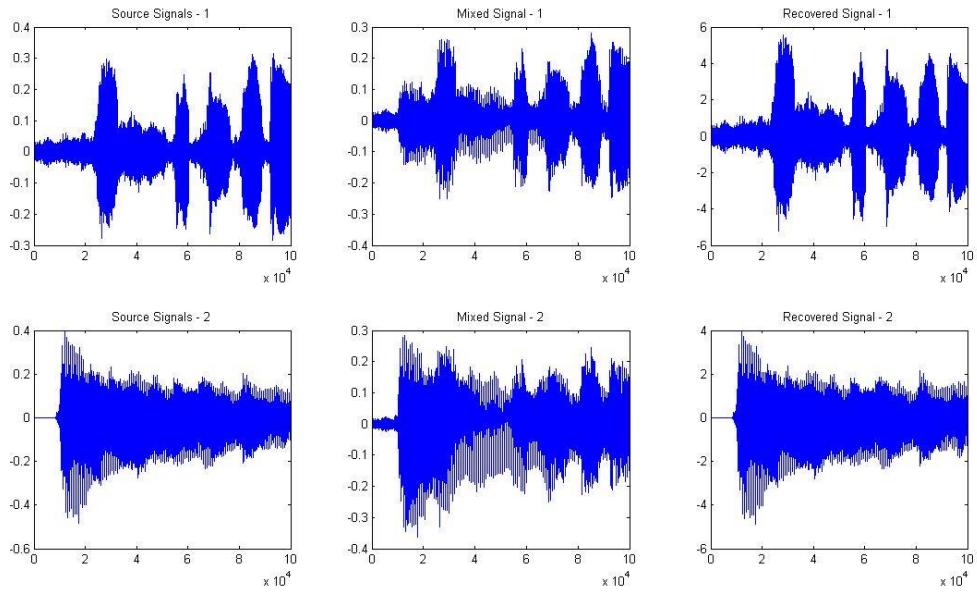 Source Signals - 1
0.4
0.3
0.2
0.1
0
-0.1
-0.2
-0.3
0 2 4 6 8 10
x 10^4
Mixed Signal - 1
0.3
0.2
0.1
0
-0.1
-0.2
-0.3
-0.4
0 2 4 6 8 10
x 10^4
Recovered Signal - 1
6
4
2
0
-2
-4
-6
0 2 4 6 8 10
x 10^4
Source Signals - 2
0.4
0.2
0
-0.2
-0.4
-0.6
0 2 4 6 8 10
x 10^4
Mixed Signal - 2
0.3
0.2
0.1
0
-0.1
-0.2
-0.3
-0.4
0 2 4 6 8 10
x 10^4
Recovered Signal - 2
4
2
0
-2
-4
-6
0 2 4 6 8 10
x 10^4